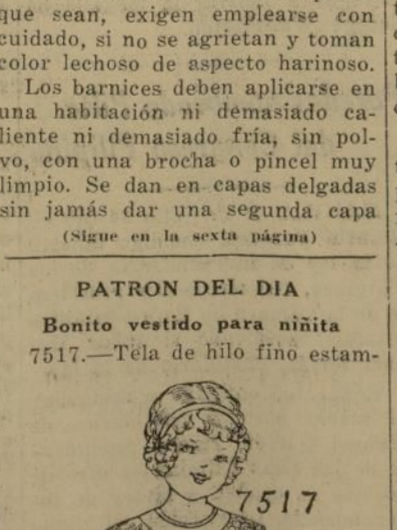 que sean, exigen emplearse con
cuidado, si no se agrietan y toman
color lechoso de aspecto harinoso.
Los barnices deben aplicarse en
una habitación ni demasiado ca-
liente ni demasiado fría, sin pol-
vo, con una brocha o pincel muy
limpio. Se dan en capas delgadas
sin jamás dar una segunda capa
(Sigue en la sexta página)
PATRON DEL DIA
Bonito vestido para niñita
7517.—Tela de hilo fino estam-
7517